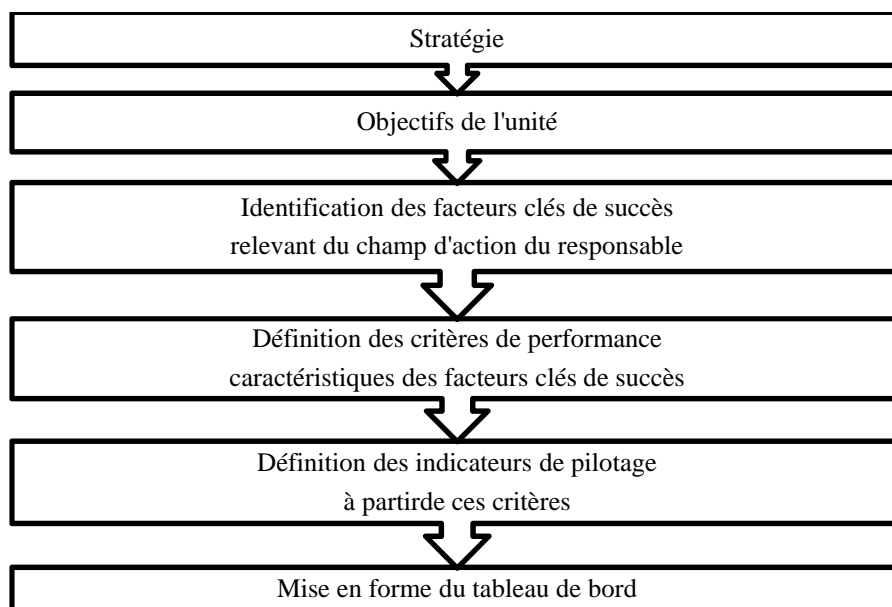 Stratégie
Objectifs de l'unité
Identification des facteurs clés de succès
relevant du champ d'action du responsable
Définition des critères de performance
caractéristiques des facteurs clés de succès
Définition des indicateurs de pilotage
à partirde ces critères
Mise en forme du tableau de bord